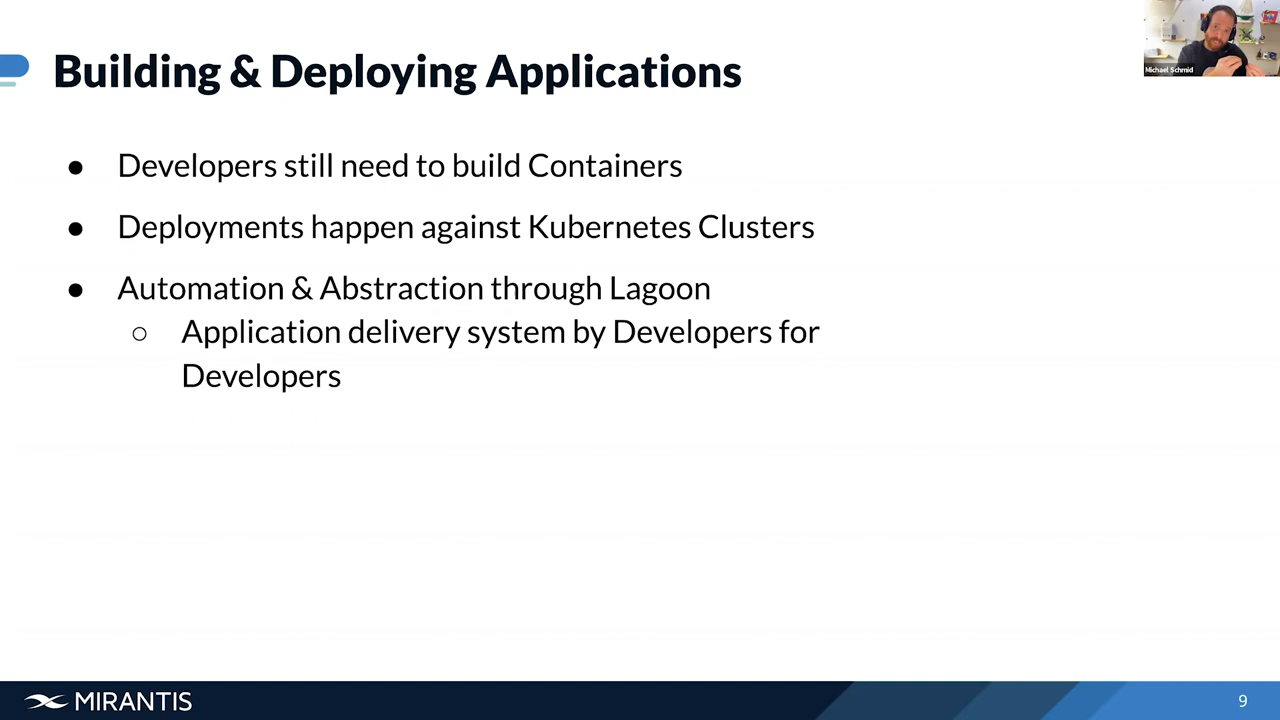 Building & Deploying Applications
Michael Schmid
● Developers still need to build Containers
● Deployments happen against Kubernetes Clusters
● Automation & Abstraction through Lagoon
○ Application delivery system by Developers for
Developers
MIRANTIS
9